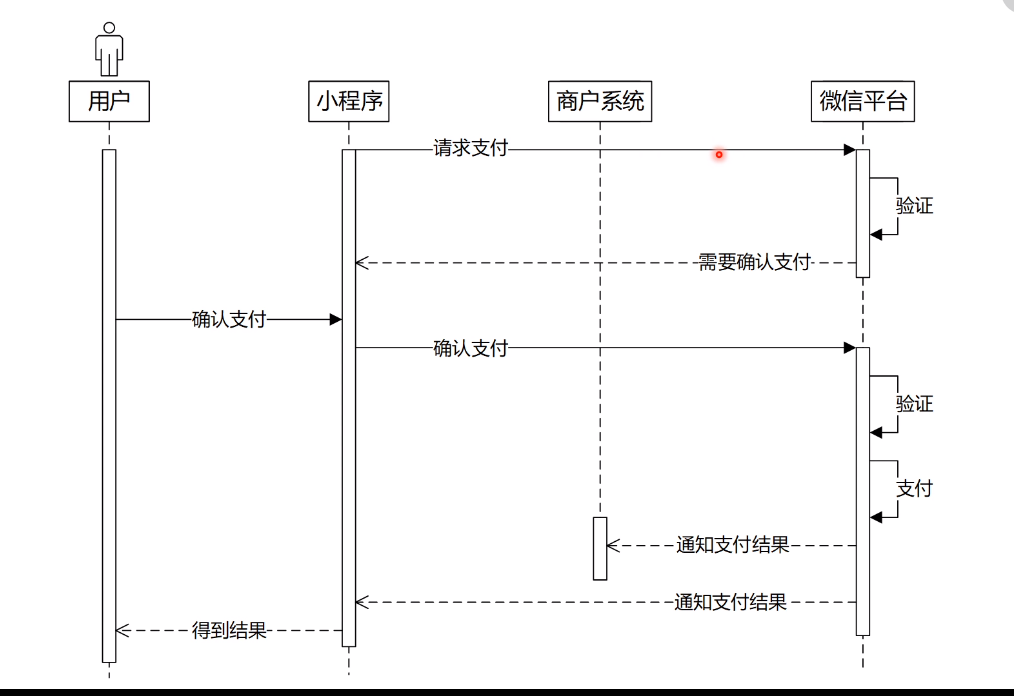 用户
小程序
商户系统
微信平台
请求支付
验证
需要确认支付
确认支付
确认支付
验证
支付
通知支付结果
通知支付结果
得到结果